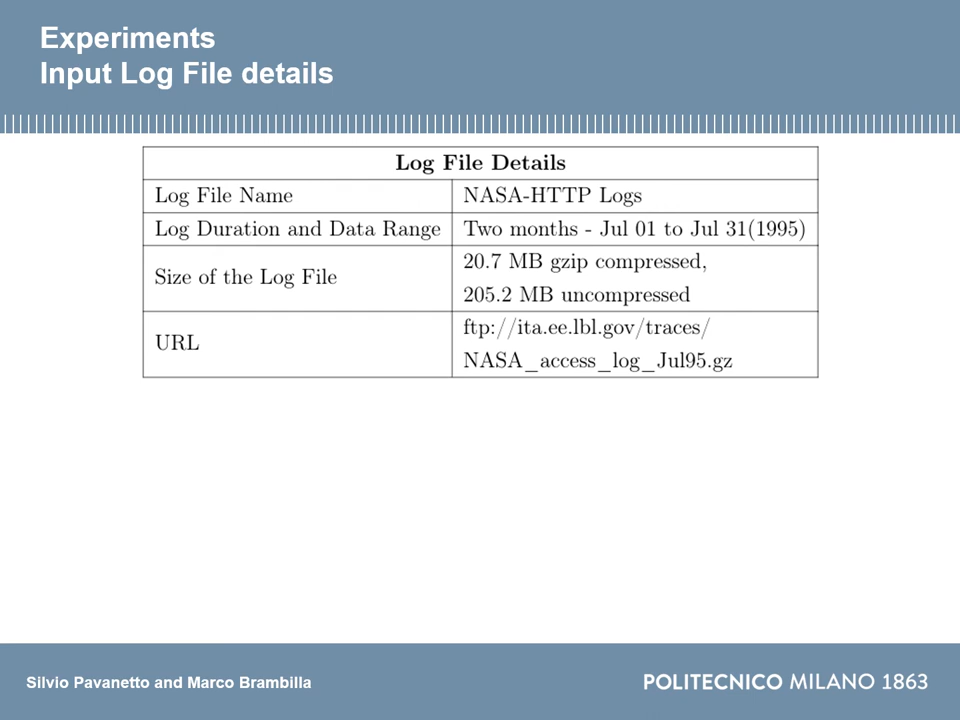 Experiments
Input Log File details
Log File Details
Log File Name NASA-HTTP Logs
Log Duration and Data Range Two months - Jul 01 to Jul 31(1995)
Size of the Log File 20.7 MB gzip compressed,
205.2 MB uncompressed
URL ftp://ita.ee.lbl.gov/traces/
NASA_access_log_Jul95.gz
Silvio Pavanetto and Marco Brambilla
POLITECNICO MILANO 1863